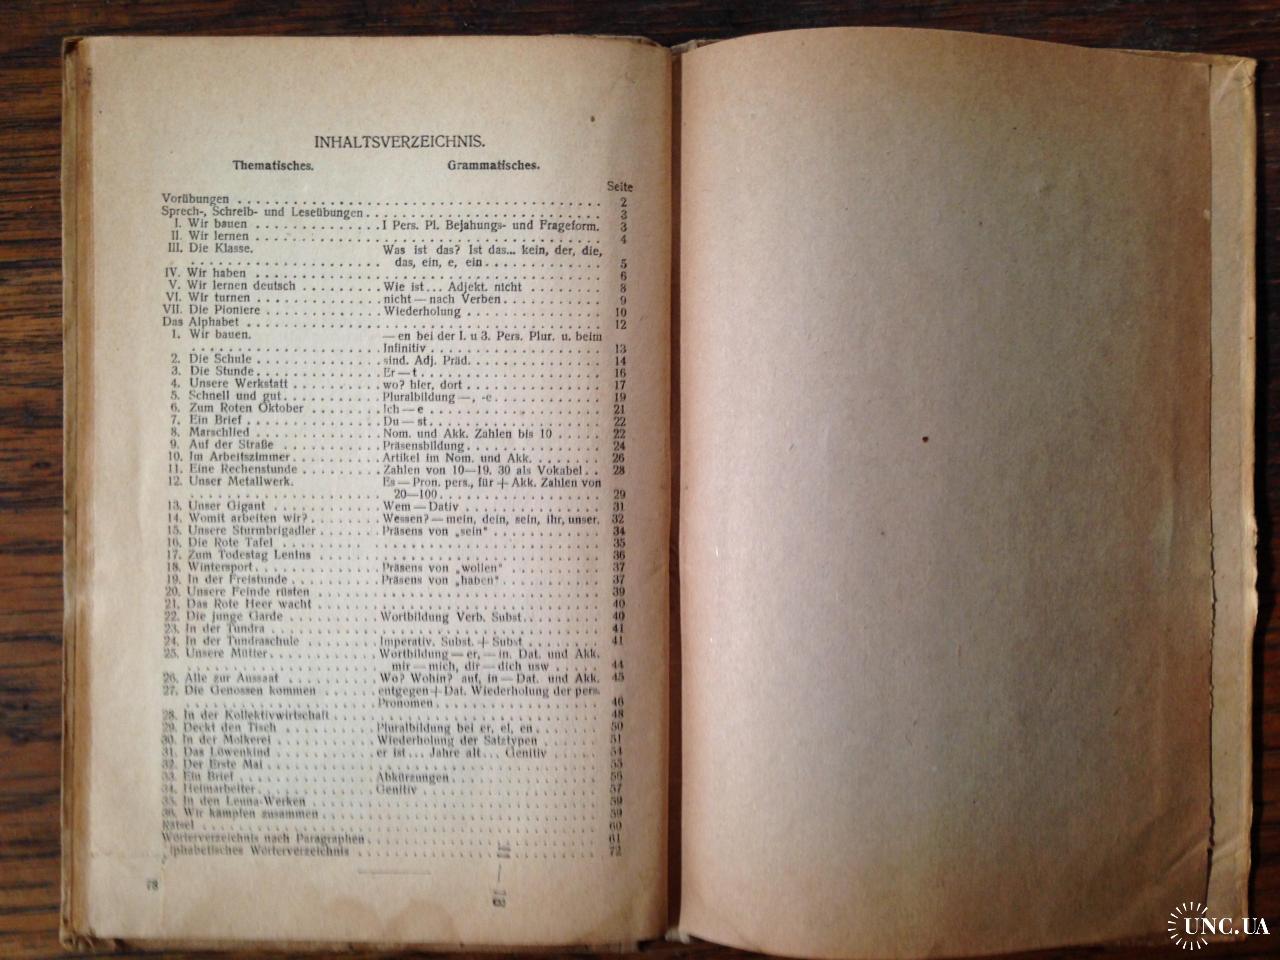 INHALTSVERZEICHNIS.
Thematisches. Grammatisches.
Seite
Vorübungen 2
Sprech-, Schreib- und Leseübungen 3
I. Wir bauen I Pers. Pl. Bejahungs- und Frageform. 3
II. Wir lernen 4
III. Die Klasse. Was ist das? Ist das... kein, der, die,
das, ein, e, ein 5
IV. Wir haben 6
V. Wir lernen deutsch Wie ist... Adjekt. nicht 8
VI. Wir turnen nicht — nach Verben 9
VII. Die Pioniere Wiederholung 10
Das Alphabet 12
1. Wir bauen. —en bei der I. u 3. Pers. Plur. u. beim
Infinitiv 13
2. Die Schule sind. Adj. Präd. 14
3. Die Stunde Er—t 16
4. Unsere Werkstatt wo? hier, dort 17
5. Schnell und gut Pluralbildung —, -e 19
6. Zum Roten Oktober Ich—e 21
7. Ein Brief Du—st 22
8. Marschlied Nom. und Akk. Zahlen bis 10 22
9. Auf der Straße Präsensbildung 24
10. Im Arbeitszimmer Artikel im Nom. und Akk. 26
11. Eine Rechenstunde Zahlen von 10—19. 30 als Vokabel 28
12. Unser Metallwerk. Es—Pron. pers., für + Akk. Zahlen von
20—100 29
13. Unser Gigant Wem—Dativ 31
14. Womit arbeiten wir? Wessen?—mein, dein, sein, ihr, unser. 32
15. Unsere Sturmbrigadler Präsens von „sein" 34
16. Die Rote Tafel 35
17. Zum Todestag Lenins 36
18. Wintersport Präsens von „wollen" 37
19. In der Freistunde Präsens von „haben" 37
20. Unsere Feinde rüsten 39
21. Das Rote Heer wacht 40
22. Die junge Garde Wortbildung Verb. Subst. 40
23. In der Tundra 41
24. In der Tundraschule Imperativ. Subst. + Subst 41
25. Unsere Mütter Wortbildung—er,—in. Dat. und Akk.
mir—mich, dir—dich usw 44
26. Alle zur Aussaat Wo? Wohin? auf, in—Dat. und Akk. 45
27. Die Genossen kommen entgegen+Dat. Wiederholung der pers.
Pronomen 46
28. In der Kollektivwirtschaft 48
29. Deckt den Tisch Pluralbildung bei er, el, en 50
30. In der Molkerei Wiederholung der Satztypen 51
31. Das Löwenkind er ist... Jahre alt... Genitiv 54
32. Der Erste Mai 55
33. Ein Brief Abkürzungen 56
34. Heimarbeiter Genitiv 57
35. In den Leuna-Werken 59
36. Wir kämpfen zusammen 59
Rätsel 60
Wörterverzeichnis nach Paragraphen 61
Alphabetisches Wörterverzeichnis 72
78
UNC.UA